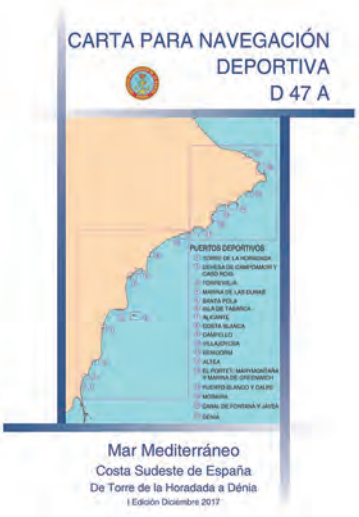 CARTA PARA NAVEGACIÓN
DEPORTIVA
D 47 A
PUERTOS DEPORTIVOS
TORRE DE LA HORADADA
DEHESA DE CAMPOAMOR Y
CABO ROIG
TORREVIEJA
MARINA DE LAS DUNAS
SANTA POLA
ISLA DE TABARCA
ALICANTE
COSTA BLANCA
CAMPELLO
VILLAJOYOSA
BENIDORM
ALTEA
EL PORTET, MARYMONTAÑA
Y MARINA DE GREENWICH
PUERTO BLANCO Y CALPE
MORAIRA
CANAL DE FONTANA Y JAVEA
DENIA
Mar Mediterráneo
Costa Sudeste de España
De Torre de la Horadada a Dénia
I Edición Diciembre 2017